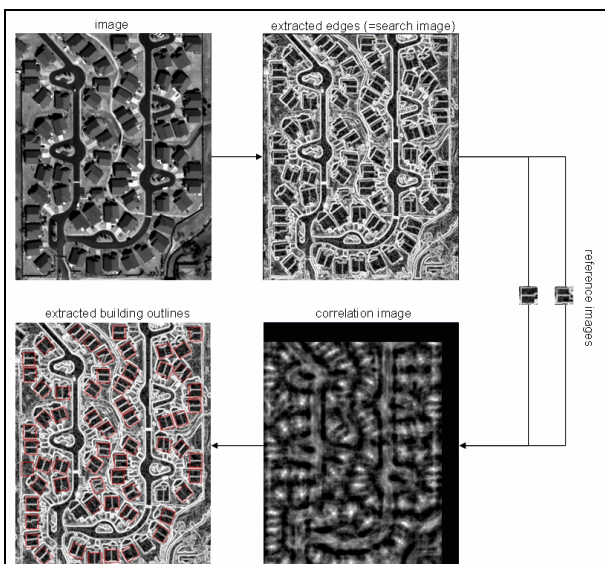 image
extracted edges (=search image)
reference images
extracted building outlines
correlation image